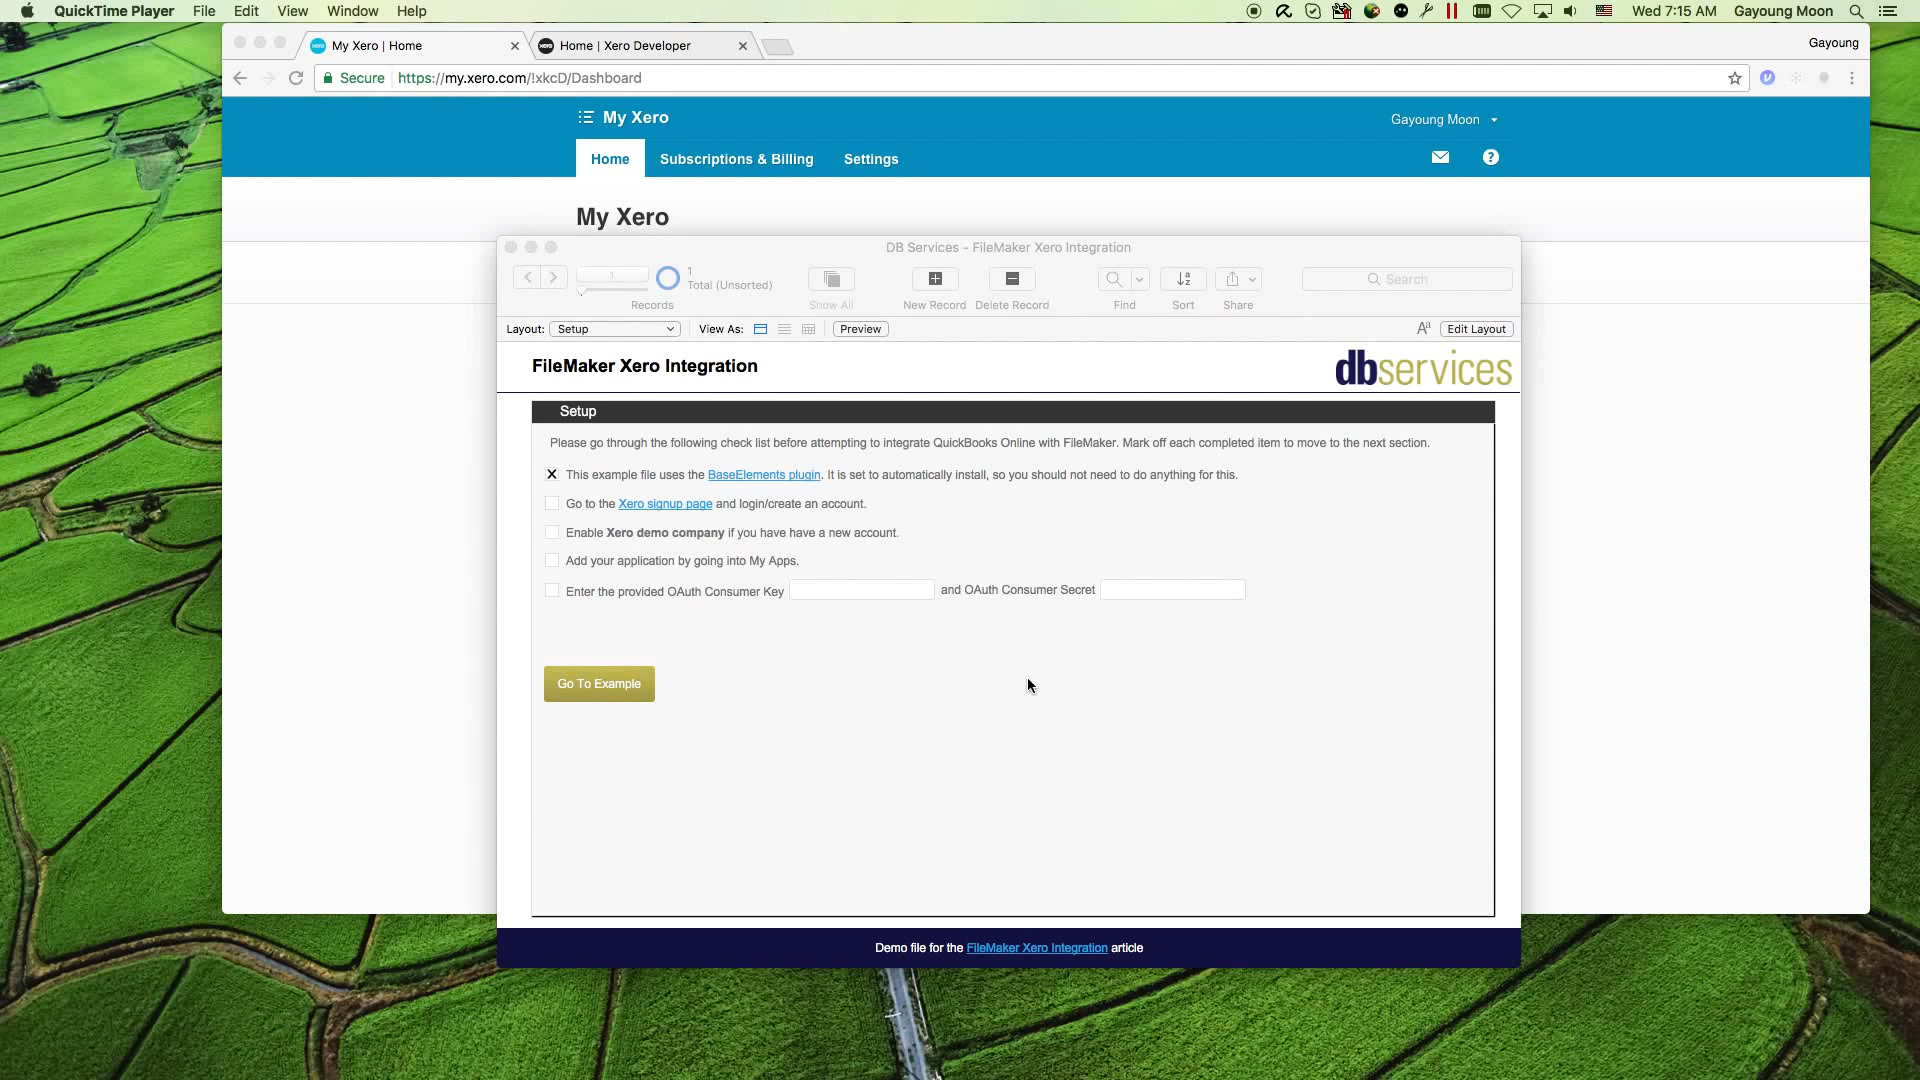 QuickTime Player File Edit View Window Help Wed 7:15 AM Gayoung Moon
My Xero | Home Home | Xero Developer Gayoung
Secure https://my.xero.com/!xkcD/Dashboard
My Xero Gayoung Moon
Home Subscriptions & Billing Settings
My Xero
DB Services - FileMaker Xero Integration
1 1
Total (Unsorted)
Search
Records Show All New Record Delete Record Find Sort Share
Layout: Setup View As: Preview Edit Layout
FileMaker Xero Integration dbservices
Setup
Please go through the following check list before attempting to integrate QuickBooks Online with FileMaker. Mark off each completed item to move to the next section.
X This example file uses the BaseElements plugin. It is set to automatically install, so you should not need to do anything for this.
Go to the Xero signup page and login/create an account.
Enable Xero demo company if you have have a new account.
Add your application by going into My Apps.
Enter the provided OAuth Consumer Key and OAuth Consumer Secret
Go To Example
Demo file for the FileMaker Xero Integration article